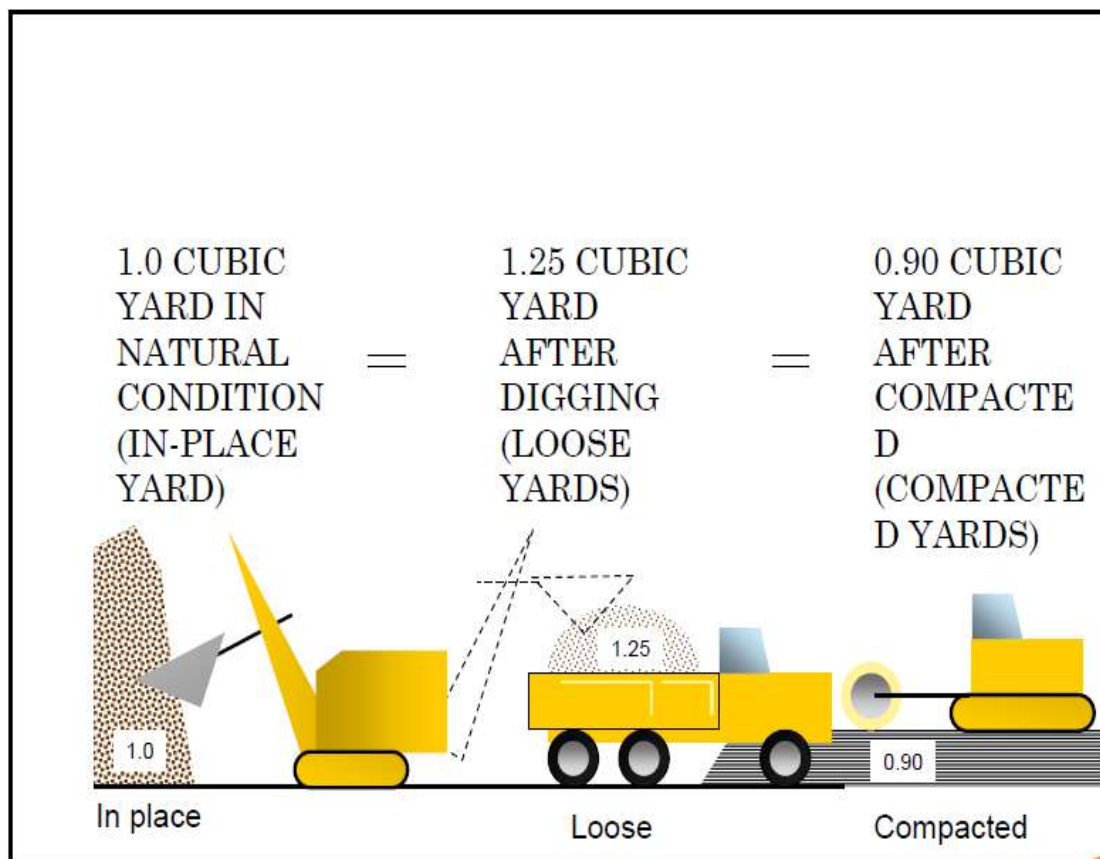 1.0 CUBIC
YARD IN
NATURAL
CONDITION
(IN-PLACE
YARD)
=
1.25 CUBIC
YARD
AFTER
DIGGING
(LOOSE
YARDS)
=
0.90 CUBIC
YARD
AFTER
COMPACTE
D
(COMPACTE
D YARDS)
1.25
1.0
0.90
In place
Loose
Compacted